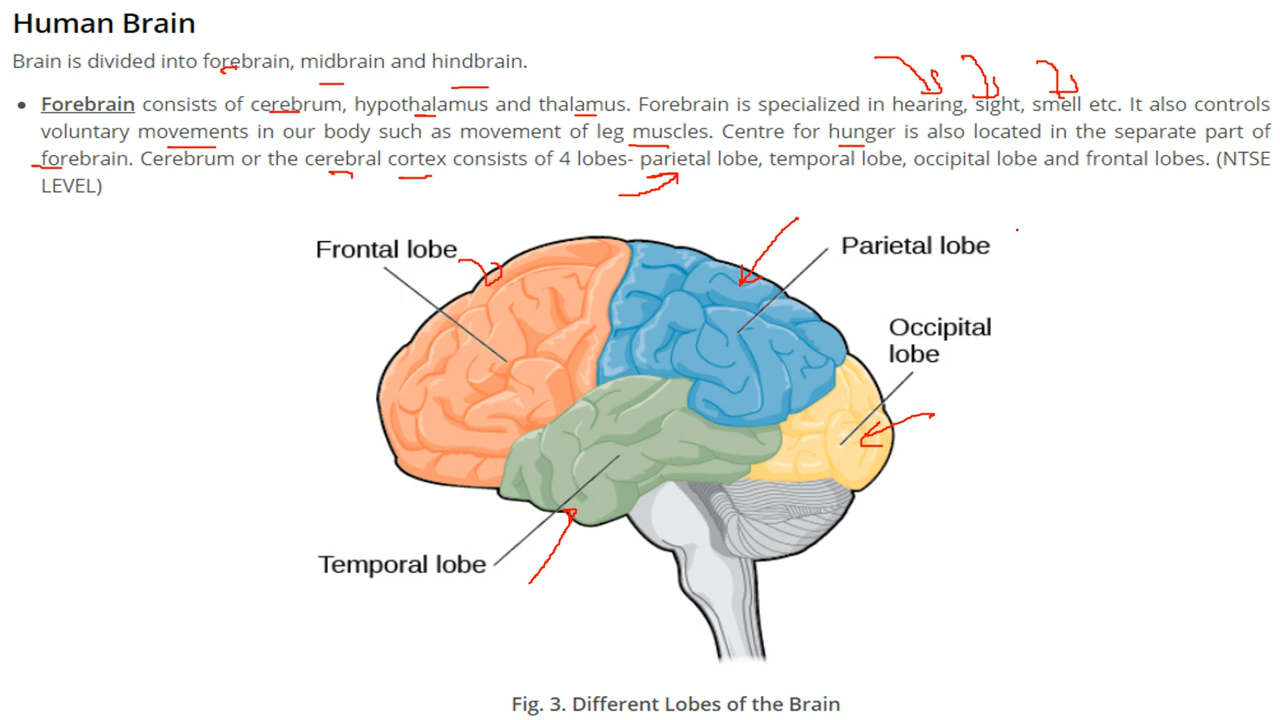 Human Brain
Brain is divided into forebrain, midbrain and hindbrain.
• Forebrain consists of cerebrum, hypothalamus and thalamus. Forebrain is specialized in hearing, sight, smell etc. It also controls
voluntary movements in our body such as movement of leg muscles. Centre for hunger is also located in the separate part of
forebrain. Cerebrum or the cerebral cortex consists of 4 lobes- parietal lobe, temporal lobe, occipital lobe and frontal lobes. (NTSE
LEVEL)
Frontal lobe
Parietal lobe
Occipital
lobe
Temporal lobe
Fig. 3. Different Lobes of the Brain